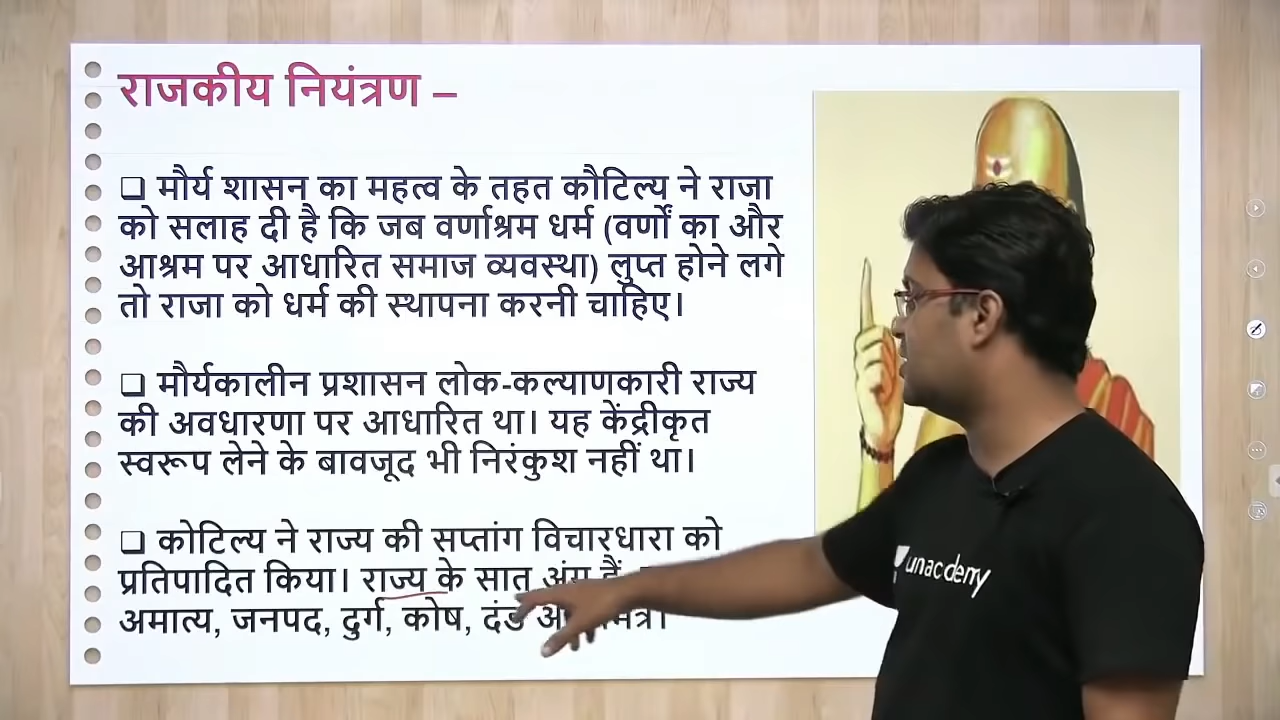 राजकीय नियंत्रण –
❑ मौर्य शासन का महत्व के तहत कौटिल्य ने राजा
को सलाह दी है कि जब वर्णाश्रम धर्म (वर्णों का और
आश्रम पर आधारित समाज व्यवस्था) लुप्त होने लगे
तो राजा को धर्म की स्थापना करनी चाहिए।
❑ मौर्यकालीन प्रशासन लोक-कल्याणकारी राज्य
की अवधारणा पर आधारित था। यह केंद्रीकृत
स्वरूप लेने के बावजूद भी निरंकुश नहीं था।
❑ कोटिल्य ने राज्य की सप्तांग विचारधारा को
प्रतिपादित किया। राज्य के सात अंग हैं
अमात्य, जनपद, दुर्ग, कोष, दंड
unacademy